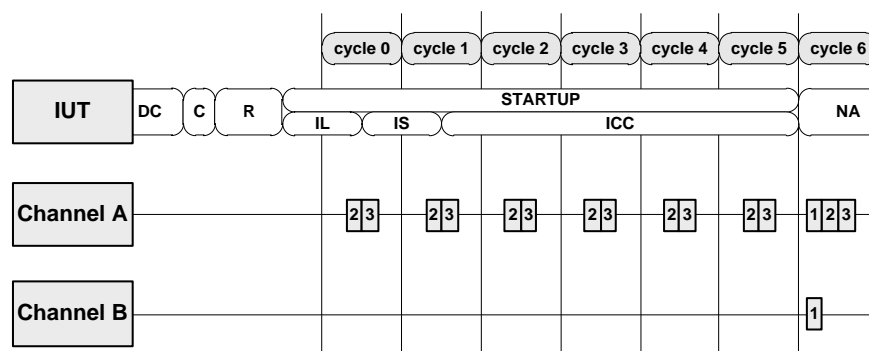 cycle 0 cycle 1 cycle 2 cycle 3 cycle 4 cycle 5 cycle 6
IUT DC C R STARTUP NA
IL IS ICC
Channel A 2 3 2 3 2 3 2 3 2 3 2 3 1 2 3
Channel B 1